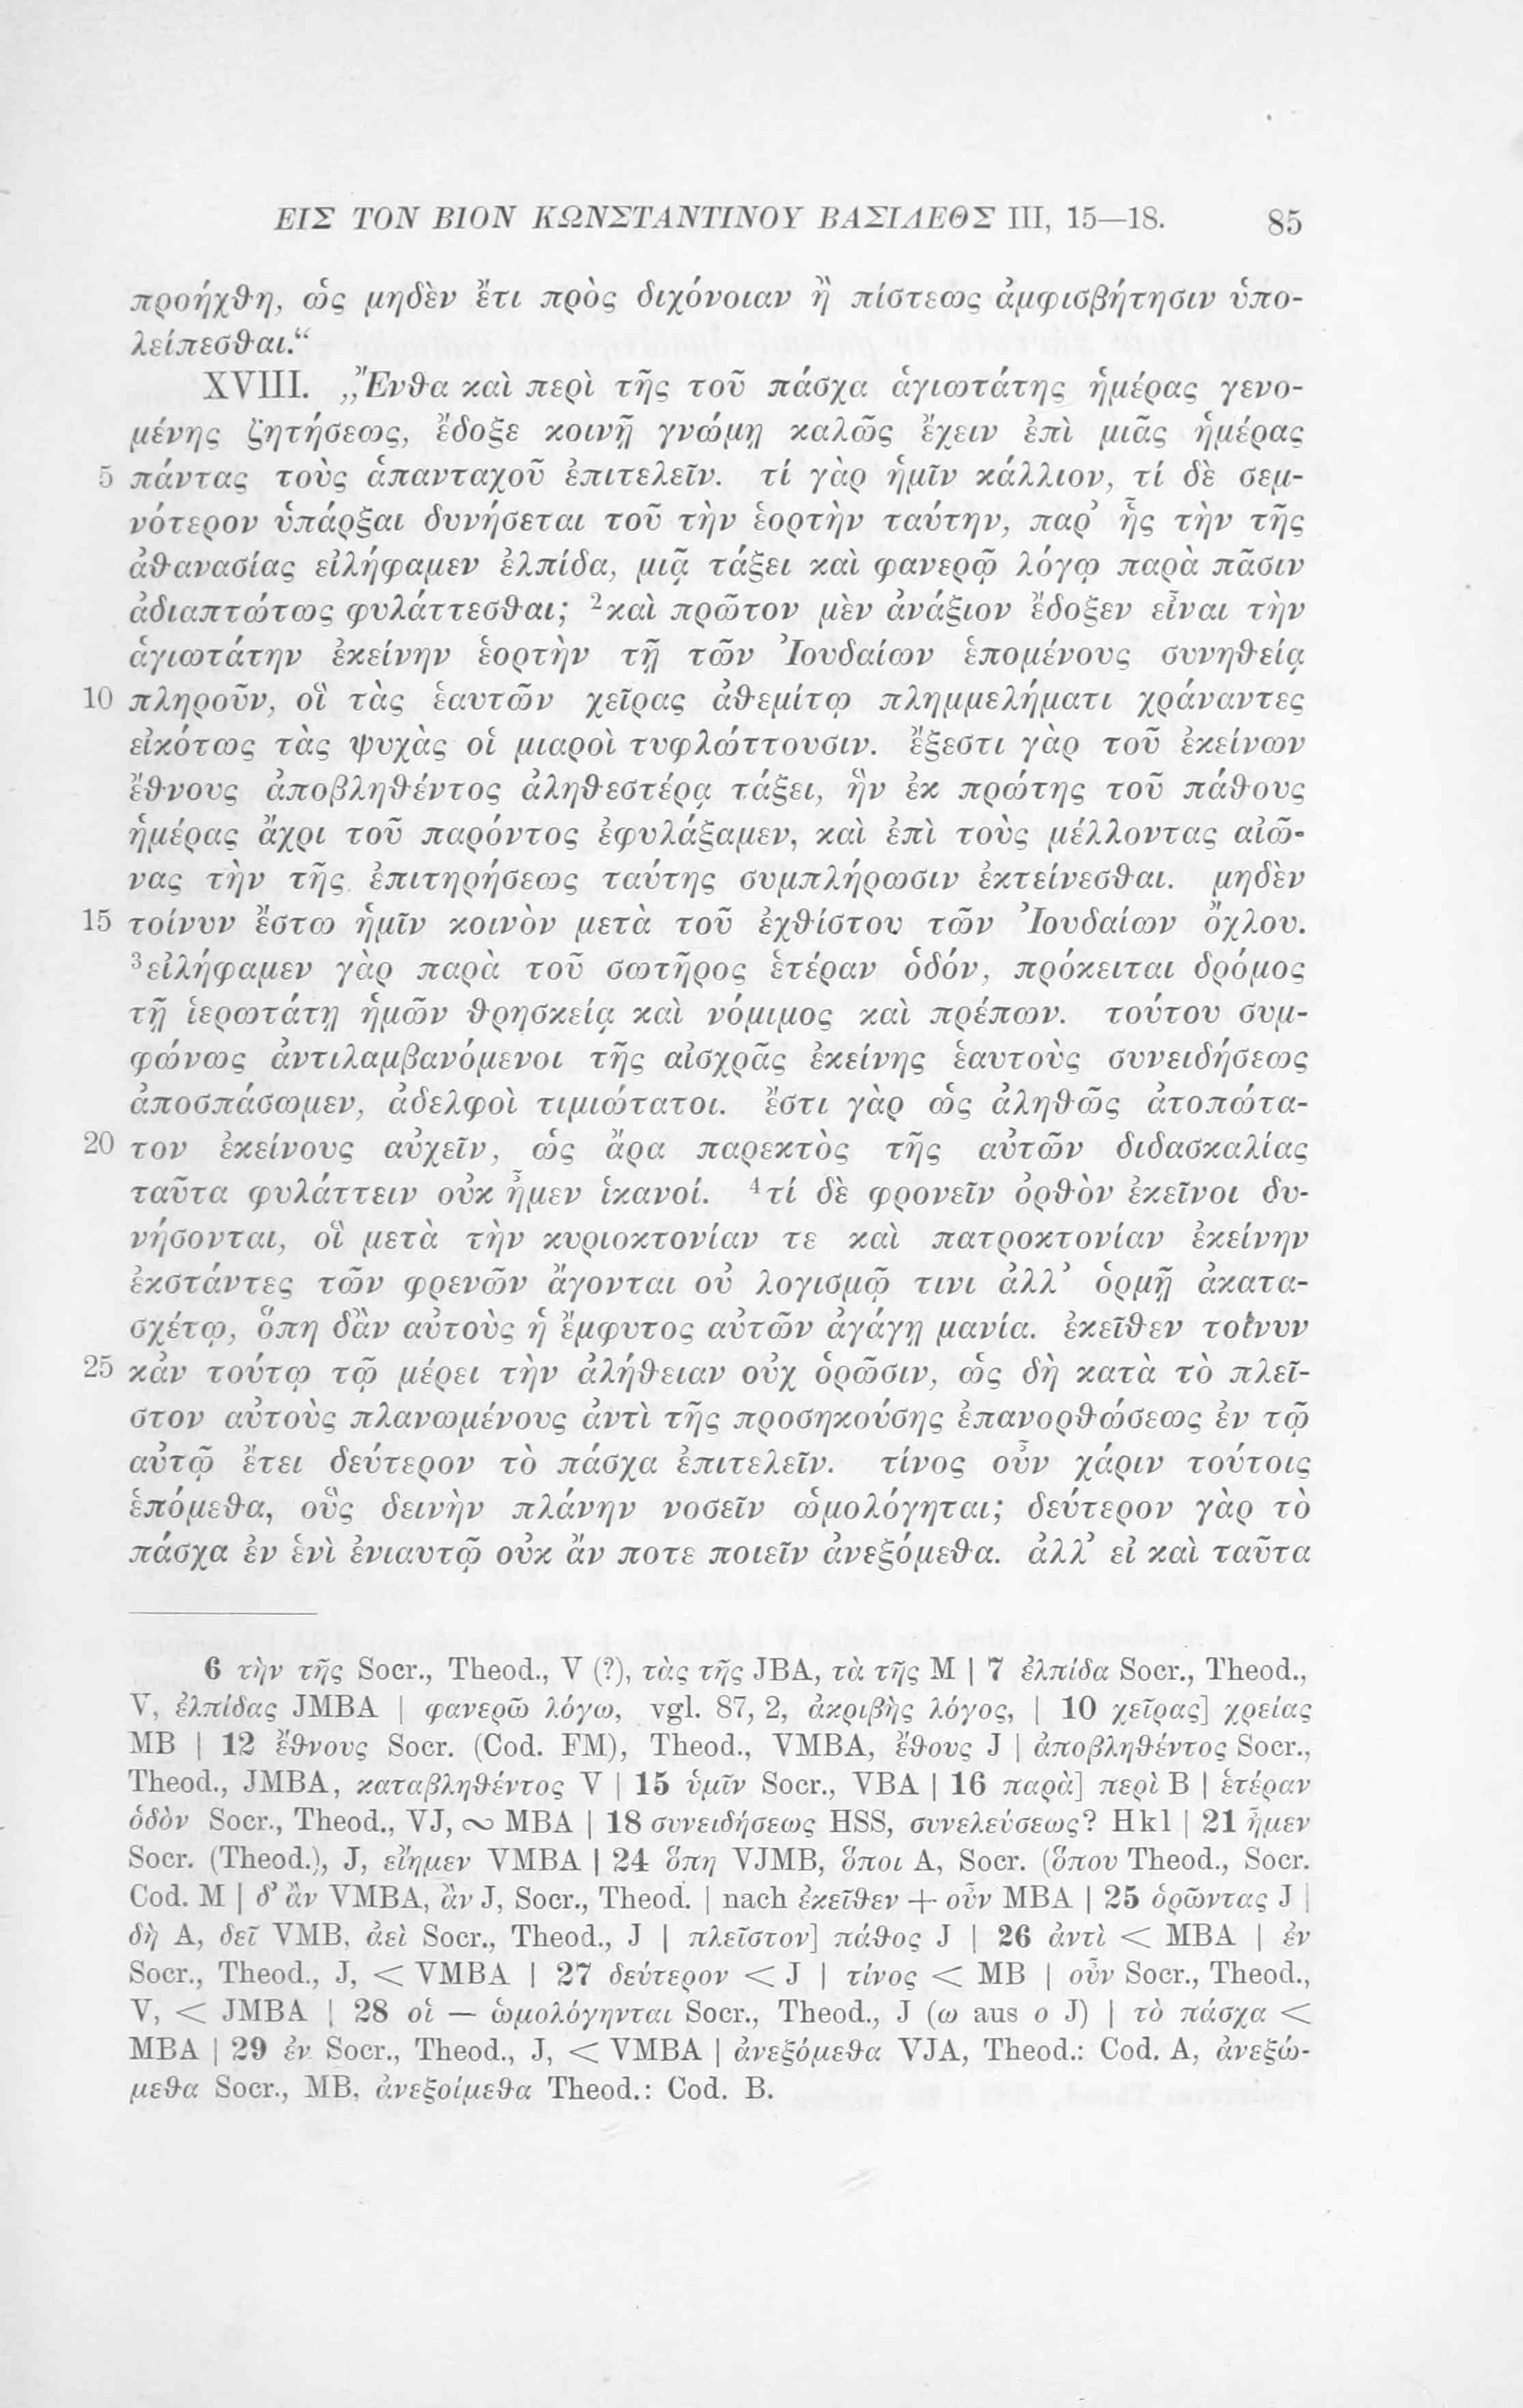 ΕΙΣ ΤΟΝ ΒΙΟΝ ΚΩΝΣΤΑΝΤΙΝΟΥ ΒΑΣΙΛΕΘΣ III, 15—18. 85
προήχθη, ὡς μηδὲν ἔτι πρὸς διχόνοιαν ἢ πίστεως ἀμφισβήτησιν ὑπο-
λείπεσθαι.“
XVIII. „Ἔνθα καὶ περὶ τῆς τοῦ πάσχα ἁγιωτάτης ἡμέρας γενο-
μένης ζητήσεως, ἔδοξε κοινῇ γνώμῃ καλῶς ἔχειν ἐπὶ μιᾶς ἡμέρας
5 πάντας τοὺς ἁπανταχοῦ ἐπιτελεῖν. τί γὰρ ἡμῖν κάλλιον, τί δὲ σεμ-
νότερον ὑπάρξαι δυνήσεται τοῦ τὴν ἑορτὴν ταύτην, παρ’ ἧς τὴν τῆς
ἀθανασίας εἰλήφαμεν ἐλπίδα, μιᾷ τάξει καὶ φανερῷ λόγῳ παρὰ πᾶσιν
ἀδιαπτώτως φυλάττεσθαι; ²καὶ πρῶτον μὲν ἀνάξιον ἔδοξεν εἶναι τὴν
ἁγιωτάτην ἐκείνην ἑορτὴν τῇ τῶν Ἰουδαίων ἑπομένους συνηθείᾳ
10 πληροῦν, οἳ τὰς ἑαυτῶν χεῖρας ἀθεμίτῳ πλημμελήματι χράναντες
εἰκότως τὰς ψυχὰς οἱ μιαροὶ τυφλώττουσιν. ἔξεστι γὰρ τοῦ ἐκείνων
ἔθνους ἀποβληθέντος ἀληθεστέρᾳ τάξει, ἣν ἐκ πρώτης τοῦ πάθους
ἡμέρας ἄχρι τοῦ παρόντος ἐφυλάξαμεν, καὶ ἐπὶ τοὺς μέλλοντας αἰῶ-
νας τὴν τῆς ἐπιτηρήσεως ταύτης συμπλήρωσιν ἐκτείνεσθαι. μηδὲν
15 τοίνυν ἔστω ἡμῖν κοινὸν μετὰ τοῦ ἐχθίστου τῶν Ἰουδαίων ὄχλου.
³εἰλήφαμεν γὰρ παρὰ τοῦ σωτῆρος ἑτέραν ὁδόν, πρόκειται δρόμος
τῇ ἱερωτάτῃ ἡμῶν θρησκείᾳ καὶ νόμιμος καὶ πρέπων. τούτου συμ-
φώνως ἀντιλαμβανόμενοι τῆς αἰσχρᾶς ἐκείνης ἑαυτοὺς συνειδήσεως
ἀποσπάσωμεν, ἀδελφοὶ τιμιώτατοι. ἔστι γὰρ ὡς ἀληθῶς ἀτοπώτα-
20 τον ἐκείνους αὐχεῖν, ὡς ἄρα παρεκτὸς τῆς αὐτῶν διδασκαλίας
ταῦτα φυλάττειν οὐκ ἦμεν ἱκανοί. ⁴τί δὲ φρονεῖν ὀρθὸν ἐκεῖνοι δυ-
νήσονται, οἳ μετὰ τὴν κυριοκτονίαν τε καὶ πατροκτονίαν ἐκείνην
ἐκστάντες τῶν φρενῶν ἄγονται οὐ λογισμῷ τινι ἀλλ’ ὁρμῇ ἀκατα-
σχέτῳ, ὅπη δἂν αὐτοὺς ἡ ἔμφυτος αὐτῶν ἀγάγῃ μανία. ἐκεῖθεν τοίνυν
25 κἀν τούτῳ τῷ μέρει τὴν ἀλήθειαν οὐχ ὁρῶσιν, ὡς δὴ κατὰ τὸ πλεῖ-
στον αὐτοὺς πλανωμένους ἀντὶ τῆς προσηκούσης ἐπανορθώσεως ἐν τῷ
αὐτῷ ἔτει δεύτερον τὸ πάσχα ἐπιτελεῖν. τίνος οὖν χάριν τούτοις
ἑπόμεθα, οὓς δεινὴν πλάνην νοσεῖν ὡμολόγηται; δεύτερον γὰρ τὸ
πάσχα ἐν ἑνὶ ἐνιαυτῷ οὐκ ἄν ποτε ποιεῖν ἀνεξόμεθα. ἀλλ’ εἰ καὶ ταῦτα
6 τὴν τῆς Socr., Theod., V (?), τὰς τῆς JBA, τὰ τῆς M | 7 ἐλπίδα Socr., Theod.,
V, ἐλπίδας JMBA | φανερῶ λόγω, vgl. 87, 2, ἀκριβὴς λόγος, | 10 χεῖρας] χρείας
MB | 12 ἔθνους Socr. (Cod. FM), Theod., VMBA, ἔθους J | ἀποβληθέντος Socr.,
Theod., JMBA, καταβληθέντος V | 15 ὑμῖν Socr., VBA | 16 παρὰ] περὶ B | ἑτέραν
ὁδὸν Socr., Theod., VJ, ∾ MBA | 18 συνειδήσεως HSS, συνελεύσεως? Hkl | 21 ἦμεν
Socr. (Theod.), J, εἴημεν VMBA | 24 ὅπη VJMB, ὅποι A, Socr. (ὅπου Theod., Socr.
Cod. M | δ’ ἂν VMBA, ἂν J, Socr., Theod. | nach ἐκεῖθεν + οὖν MBA | 25 ὁρῶντας J |
δὴ A, δεῖ VMB, ἀεὶ Socr., Theod., J | πλεῖστον] πάθος J | 26 ἀντὶ < MBA | ἐν
Socr., Theod., J, < VMBA | 27 δεύτερον < J | τίνος < MB | οὖν Socr., Theod.,
V, < JMBA | 28 οἱ — ὡμολόγηνται Socr., Theod., J (ω aus ο J) | τὸ πάσχα <
MBA | 29 ἐν Socr., Theod., J, < VMBA | ἀνεξόμεθα VJA, Theod.: Cod. A, ἀνεξώ-
μεθα Socr., MB, ἀνεξοίμεθα Theod.: Cod. B.